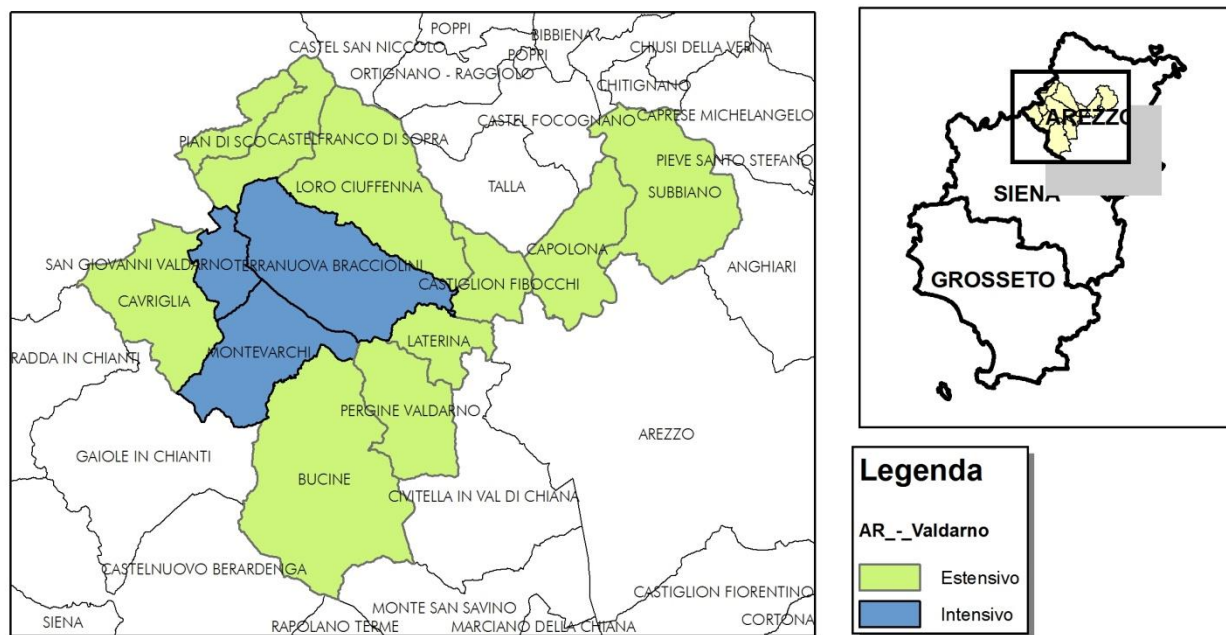 POPPI
CASTEL SAN NICCOLO
BIBBIENA
CHIUSI DELLA VERNA
POPPI
ORTIGNANO - RAGGIOLO
CHITIGNANO
CASTEL FOCOGNANO
CAPRESE MICHELANGELO
PIAN DI SCO
CASTELFRANCO DI SOPRA
PIEVE SANTO STEFANO
LORO CIUFFENNA
TALLA
SUBBIANO
CAPOLONA
SAN GIOVANNI VALDARNO
TERRANUOVA BRACCIOLINI
ANGHIARI
CASTIGLION FIBOCCHI
CAVRIGLIA
LATERINA
RADDA IN CHIANTI
MONTEVARCHI
PERGINE VALDARNO
AREZZO
GAIOLE IN CHIANTI
BUCINE
CIVITELLA IN VAL DI CHIANA
CASTELNUOVO BERARDENGA
CASTIGLION FIORENTINO
MONTE SAN SAVINO
CORTONA
SIENA
RAPOLANO TERME
MARCIANO DELLA CHIANA
AREZZO
SIENA
GROSSETO
Legenda
AR_-_Valdarno
Estensivo
Intensivo